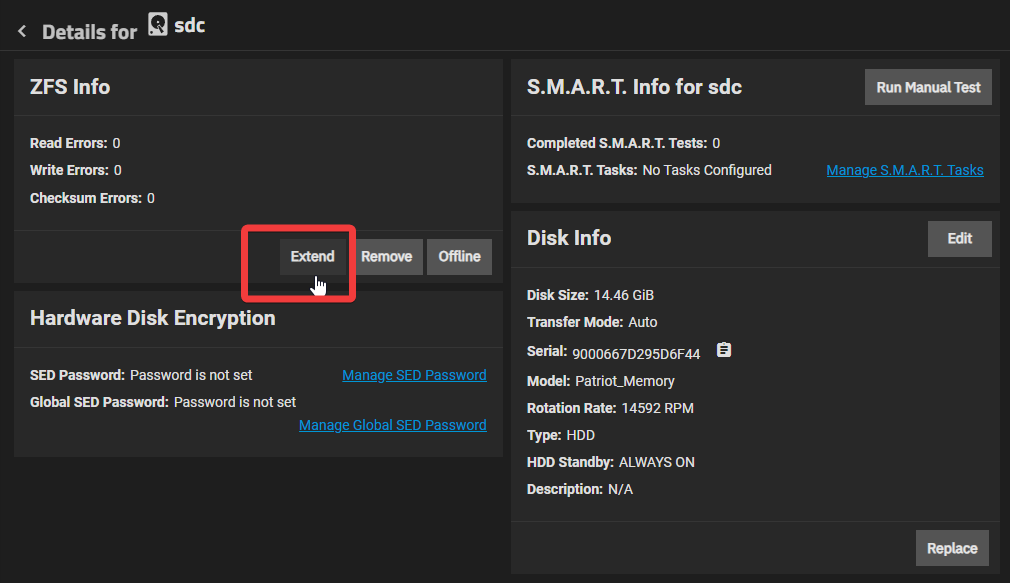 Details for sdc
ZFS Info
Read Errors: 0
Write Errors: 0
Checksum Errors: 0
Extend Remove Offline
Hardware Disk Encryption
SED Password: Password is not set Manage SED Password
Global SED Password: Password is not set
Manage Global SED Password
S.M.A.R.T. Info for sdc Run Manual Test
Completed S.M.A.R.T. Tests: 0
S.M.A.R.T. Tasks: No Tasks Configured Manage S.M.A.R.T. Tasks
Disk Info Edit
Disk Size: 14.46 GiB
Transfer Mode: Auto
Serial: 9000667D295D6F44
Model: Patriot_Memory
Rotation Rate: 14592 RPM
Type: HDD
HDD Standby: ALWAYS ON
Description: N/A
Replace